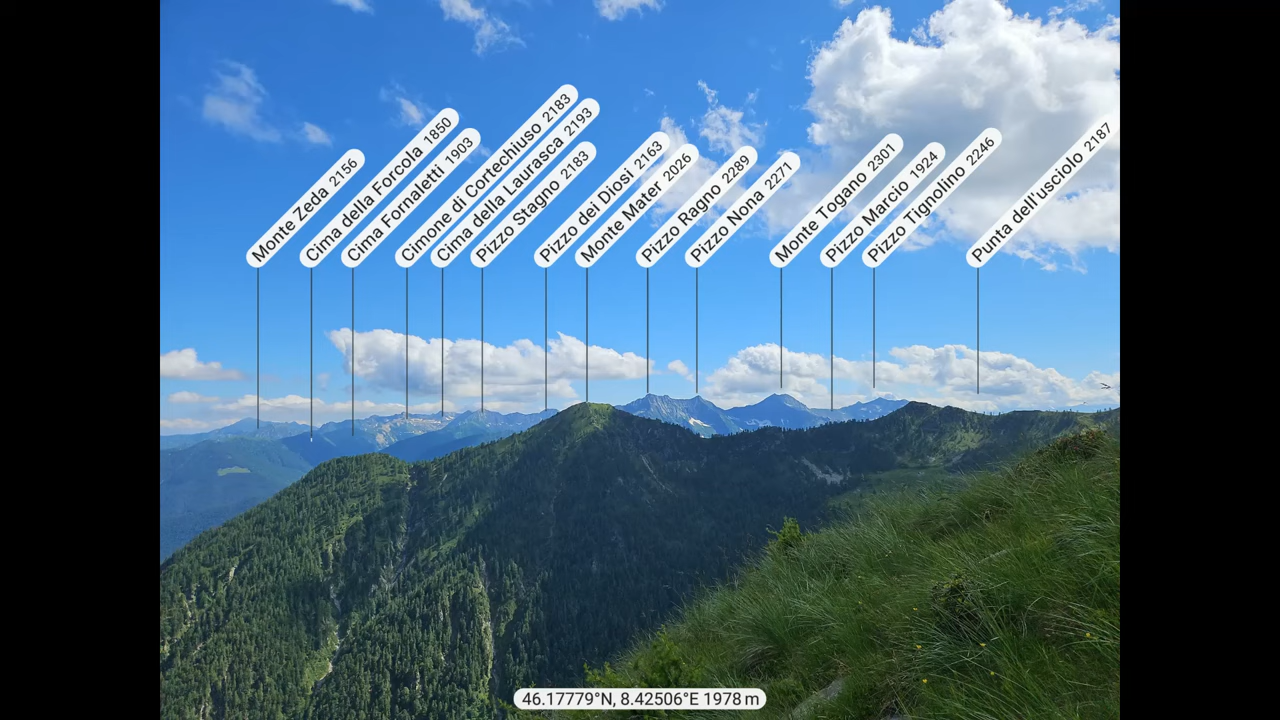 Monte Zeda 2156
Cima della Forcola 1850
Cima Fornaletti 1903
Cimone di Cortechiuso 2183
Cima della Laurasca 2193
Pizzo Stagno 2183
Pizzo dei Diosi 2163
Monte Mater 2026
Pizzo Ragno 2289
Pizzo Nona 2271
Monte Togano 2301
Pizzo Marcio 1924
Pizzo Tignolino 2246
Punta dell'usciolo 2187
46.17779°N, 8.42506°E 1978 m